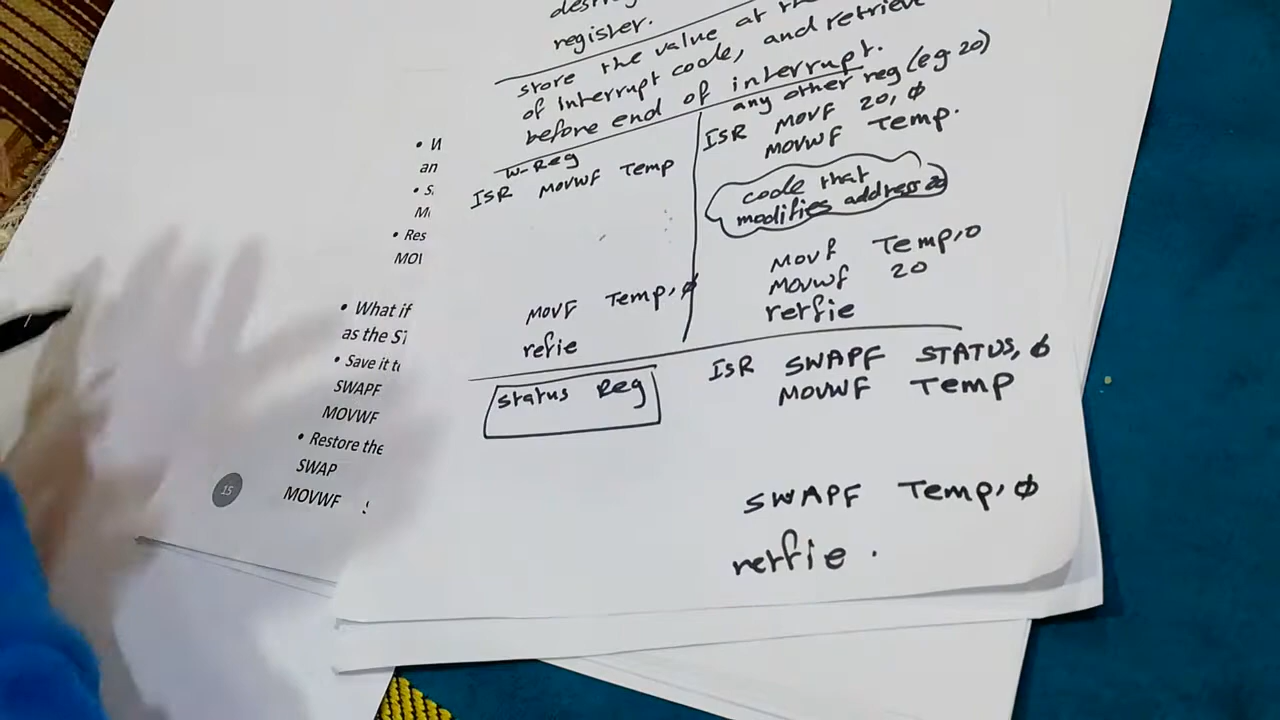 register.
store the value at the
of interrupt code, and retrieve
before end of interrupt.
W-Reg
ISR MOVWF Temp
MOVF Temp, 0
refie
any other reg (eg 20)
ISR MOVF 20, 0
MOVWF Temp.
code that
modifies address 20
MOVF Temp,0
MOVWF 20
retfie
Status Reg
ISR SWAPF STATUS, 0
MOVWF Temp
SWAPF Temp, 0
retfie.
an
• Res
• What if
as the
• Save it
SWAPF
MOVWF
• Restore the
SWAP
MOVWF
15